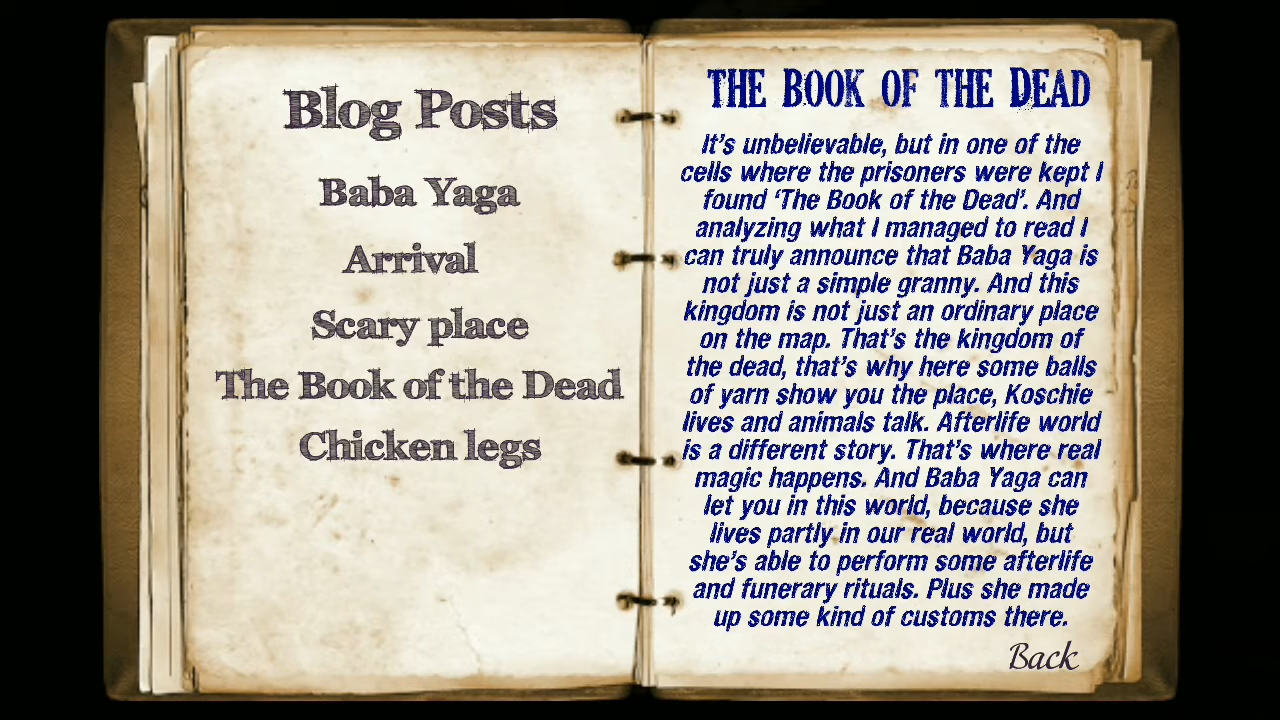 Blog Posts
Baba Yaga
Arrival
Scary place
The Book of the Dead
Chicken legs
THE BOOK OF THE DEAD
It's unbelievable, but in one of the
cells where the prisoners were kept I
found 'The Book of the Dead'. And
analyzing what I managed to read I
can truly announce that Baba Yaga is
not just a simple granny. And this
kingdom is not just an ordinary place
on the map. That's the kingdom of
the dead, that's why here some balls
of yarn show you the place, Koschie
lives and animals talk. Afterlife world
is a different story. That's where real
magic happens. And Baba Yaga can
let you in this world, because she
lives partly in our real world, but
she's able to perform some afterlife
and funerary rituals. Plus she made
up some kind of customs there.
Back